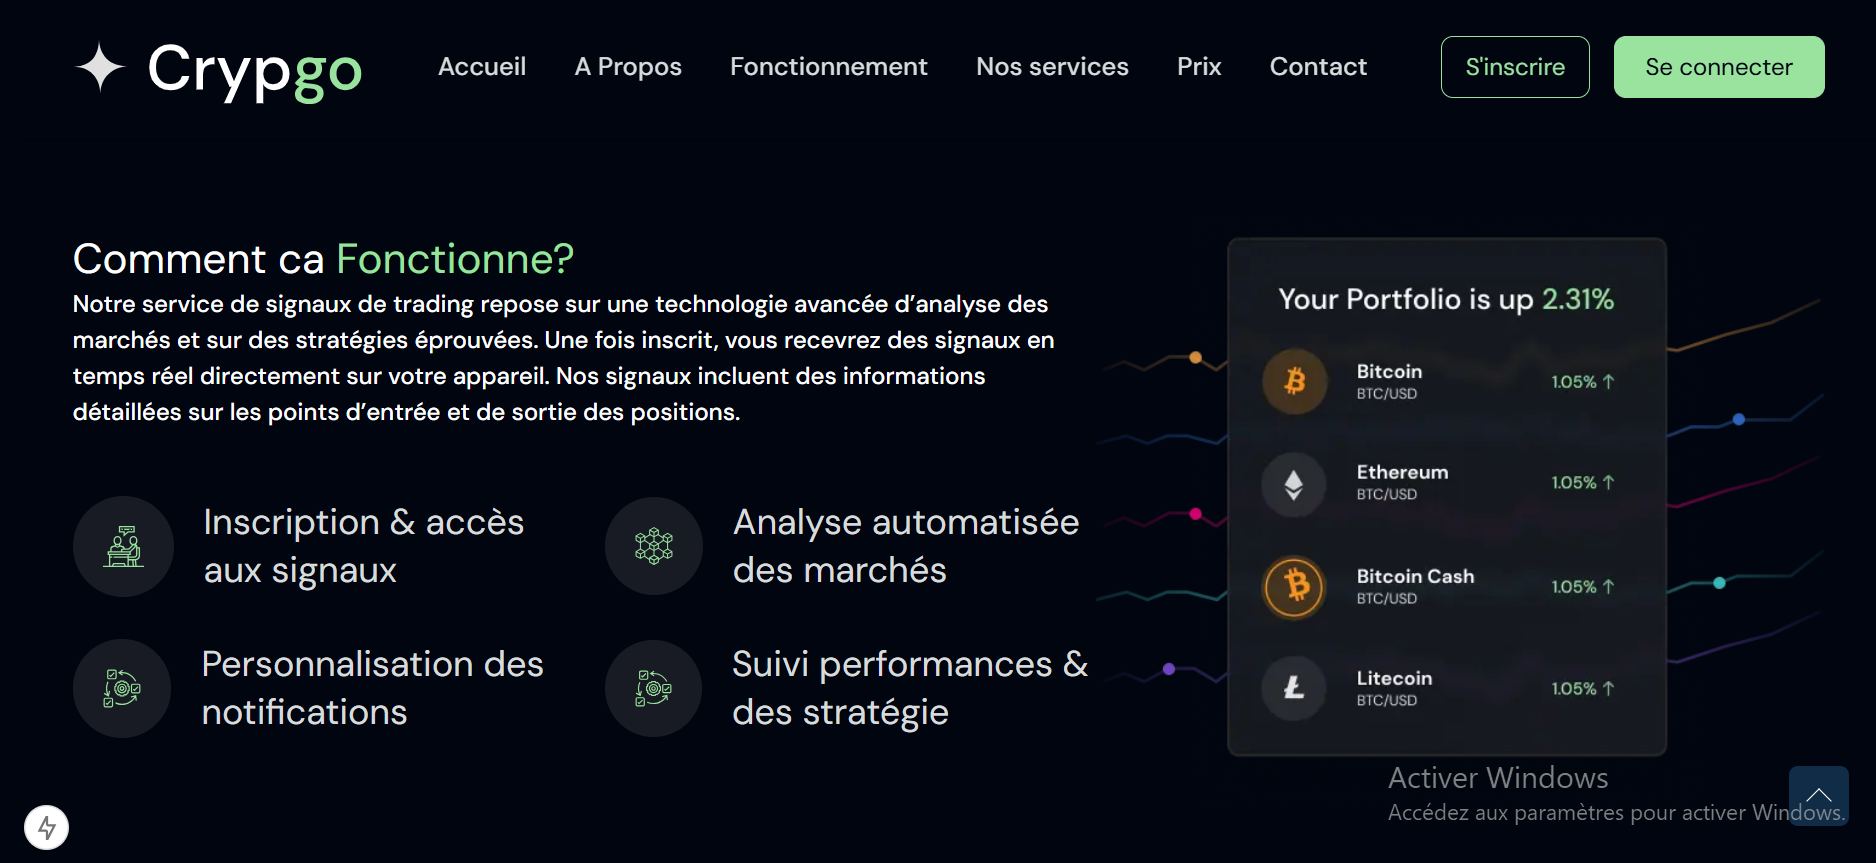 Crypgo
Accueil
A Propos
Fonctionnement
Nos services
Prix
Contact
S'inscrire
Se connecter
Comment ca Fonctionne?
Notre service de signaux de trading repose sur une technologie avancée d’analyse des
marchés et sur des stratégies éprouvées. Une fois inscrit, vous recevrez des signaux en
temps réel directement sur votre appareil. Nos signaux incluent des informations
détaillées sur les points d’entrée et de sortie des positions.
Inscription & accès
aux signaux
Analyse automatisée
des marchés
Personnalisation des
notifications
Suivi performances &
des stratégie
Your Portfolio is up 2.31%
Bitcoin
BTC/USD
1.05% ↑
Ethereum
BTC/USD
1.05% ↑
Bitcoin Cash
BTC/USD
1.05% ↑
Litecoin
BTC/USD
1.05% ↑
Activer Windows
Accédez aux paramètres pour activer Windows.